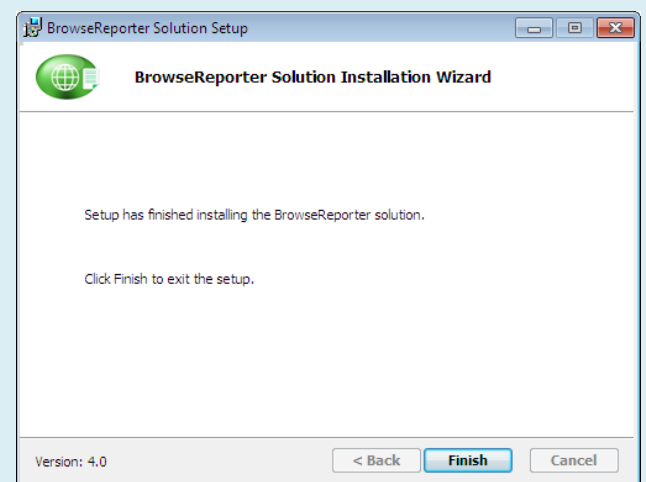 BrowseReporter Solution Setup
BrowseReporter Solution Installation Wizard
Setup has finished installing the BrowseReporter solution.
Click Finish to exit the setup.
Version: 4.0
< Back Finish Cancel